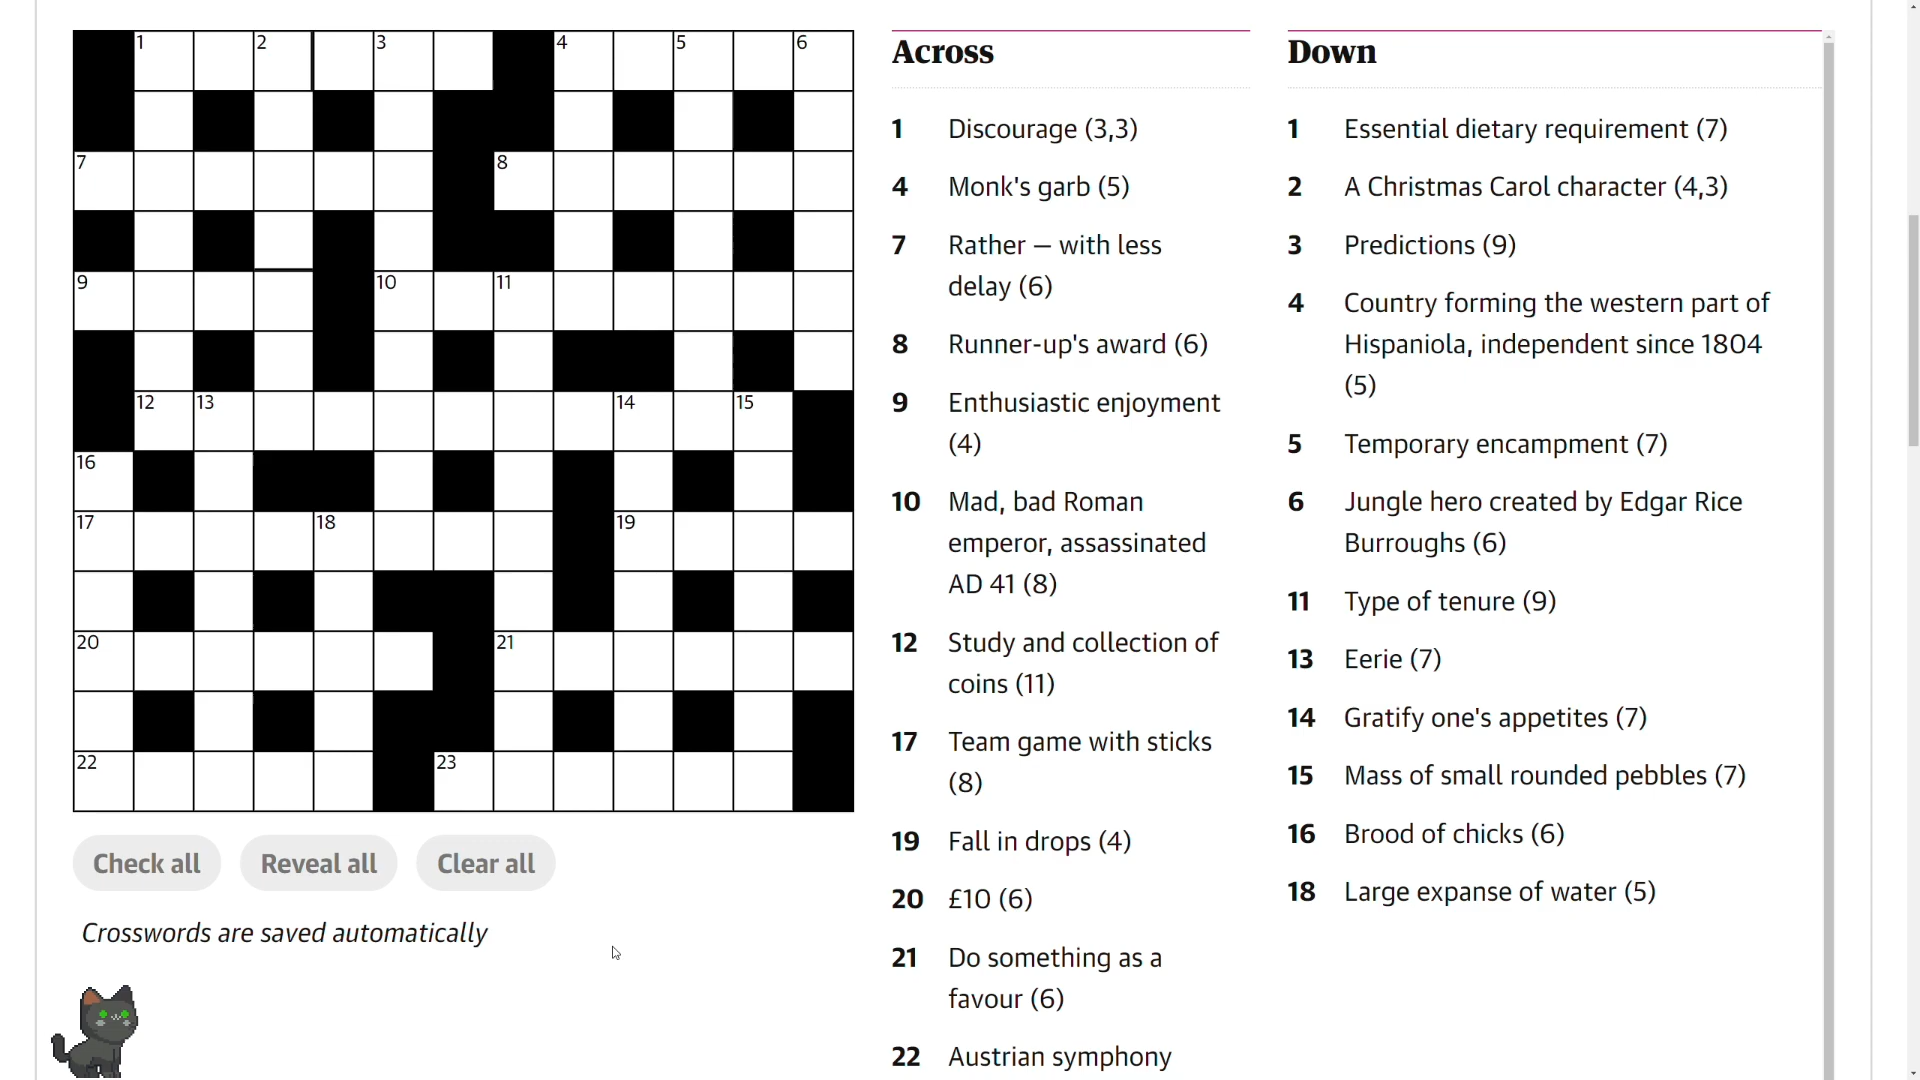 1 2 3 4 5 6
7 8
9 10 11
12 13 14 15
16
17 18 19
20 21
22 23
Check all Reveal all Clear all
Crosswords are saved automatically
Across
1 Discourage (3,3)
4 Monk's garb (5)
7 Rather — with less
delay (6)
8 Runner-up's award (6)
9 Enthusiastic enjoyment
(4)
10 Mad, bad Roman
emperor, assassinated
AD 41 (8)
12 Study and collection of
coins (11)
17 Team game with sticks
(8)
19 Fall in drops (4)
20 £10 (6)
21 Do something as a
favour (6)
22 Austrian symphony
Down
1 Essential dietary requirement (7)
2 A Christmas Carol character (4,3)
3 Predictions (9)
4 Country forming the western part of
Hispaniola, independent since 1804
(5)
5 Temporary encampment (7)
6 Jungle hero created by Edgar Rice
Burroughs (6)
11 Type of tenure (9)
13 Eerie (7)
14 Gratify one's appetites (7)
15 Mass of small rounded pebbles (7)
16 Brood of chicks (6)
18 Large expanse of water (5)